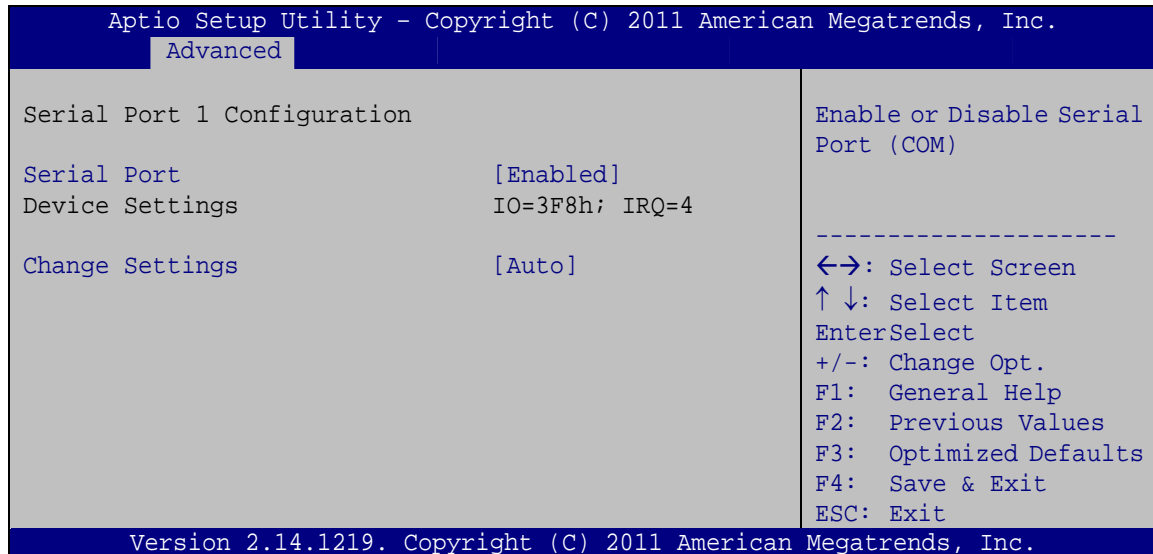 Aptio Setup Utility – Copyright (C) 2011 American Megatrends, Inc.
Advanced
Serial Port 1 Configuration
Serial Port [Enabled]
Device Settings IO=3F8h; IRQ=4
Change Settings [Auto]
Enable or Disable Serial
Port (COM)
---------------------
←→: Select Screen
↑ ↓: Select Item
EnterSelect
+/-: Change Opt.
F1: General Help
F2: Previous Values
F3: Optimized Defaults
F4: Save & Exit
ESC: Exit
Version 2.14.1219. Copyright (C) 2011 American Megatrends, Inc.